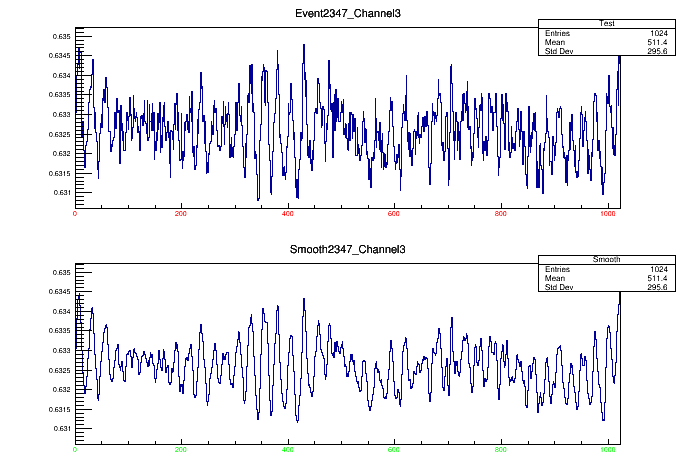 Event2347_Channel3
Test
Entries 1024
Mean 511.4
Std Dev 295.6
0.635
0.6345
0.634
0.6335
0.633
0.6325
0.632
0.6315
0.631
0 200 400 600 800 1000
Smooth2347_Channel3
Smooth
Entries 1024
Mean 511.4
Std Dev 295.6
0.635
0.6345
0.634
0.6335
0.633
0.6325
0.632
0.6315
0.631
0 200 400 600 800 1000